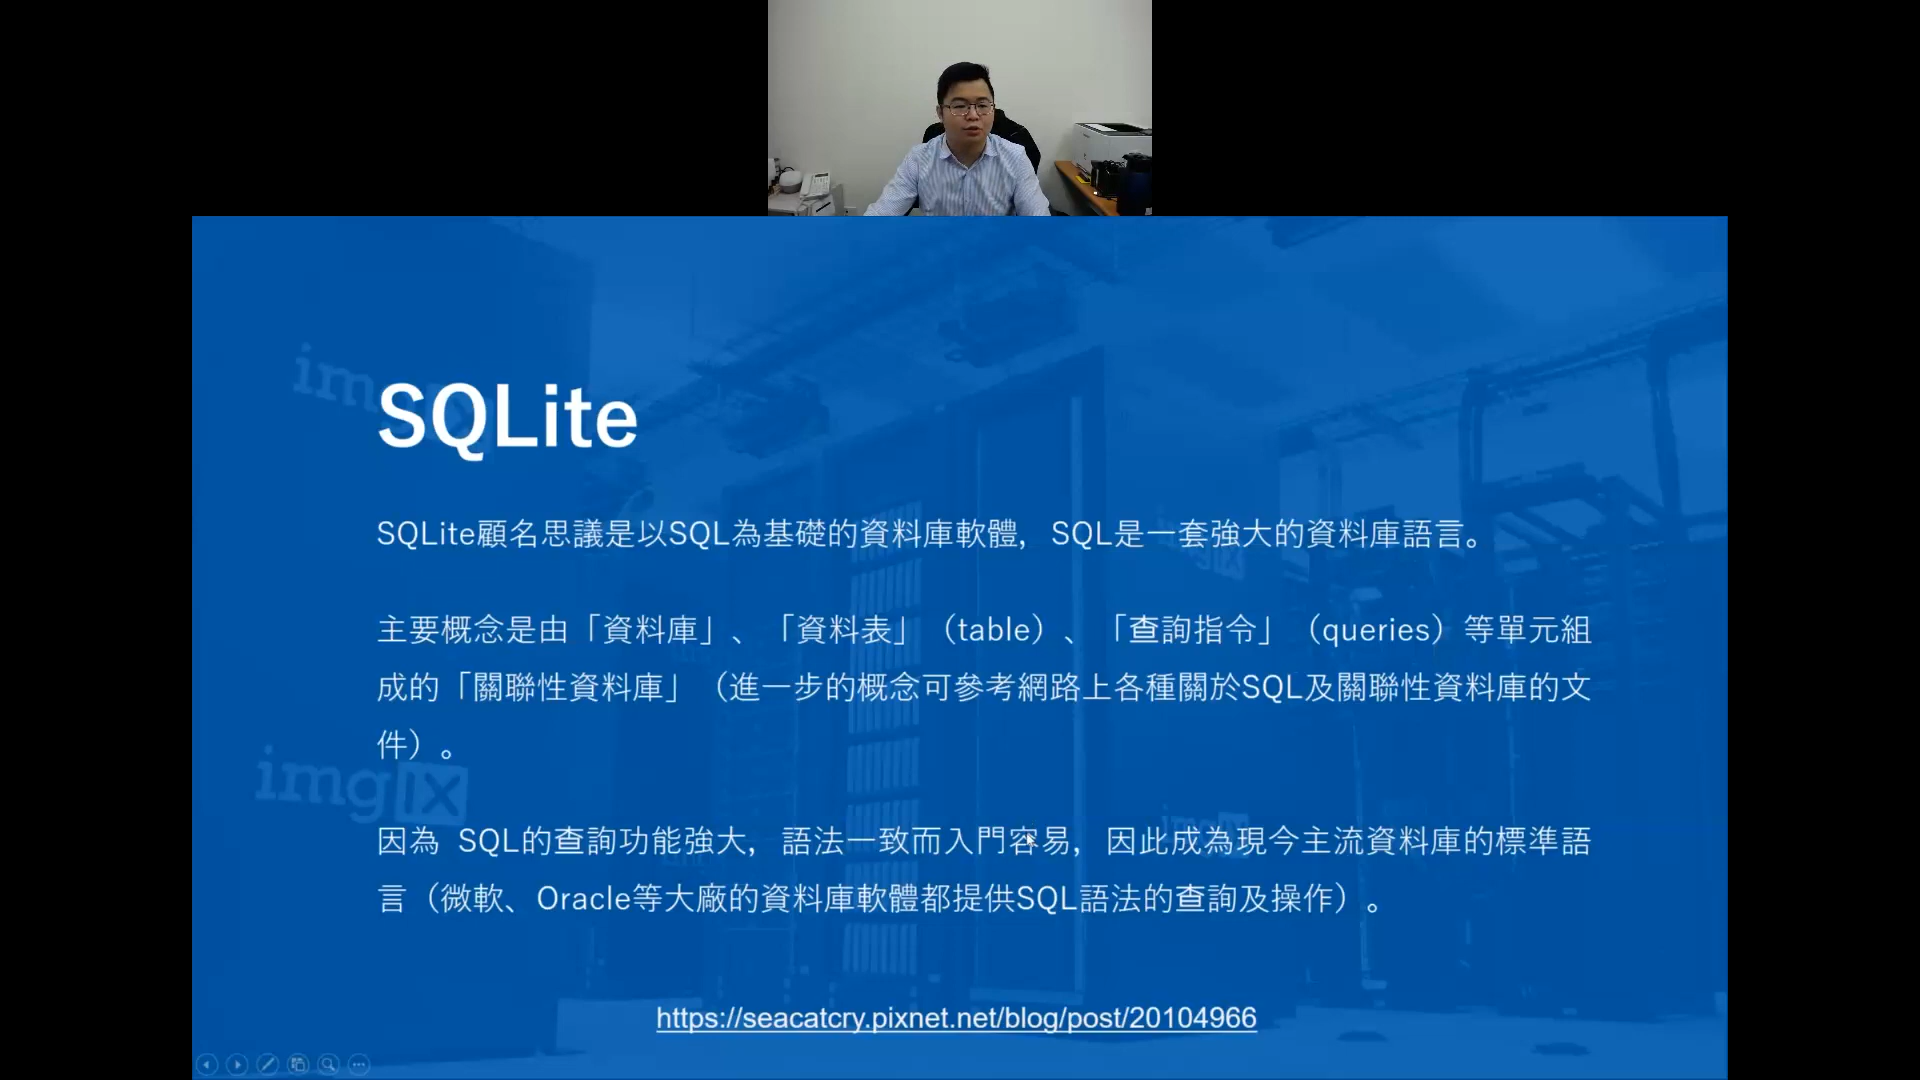 SQLite
SQLite顧名思議是以SQL為基礎的資料庫軟體，SQL是一套強大的資料庫語言。
主要概念是由「資料庫」、「資料表」（table）、「查詢指令」（queries）等單元組
成的「關聯性資料庫」（進一步的概念可參考網路上各種關於SQL及關聯性資料庫的文
件）。
imgIX
因為 SQL的查詢功能強大，語法一致而入門容易，因此成為現今主流資料庫的標準語
言（微軟、Oracle等大廠的資料庫軟體都提供SQL語法的查詢及操作）。
https://seacatcry.pixnet.net/blog/post/20104966